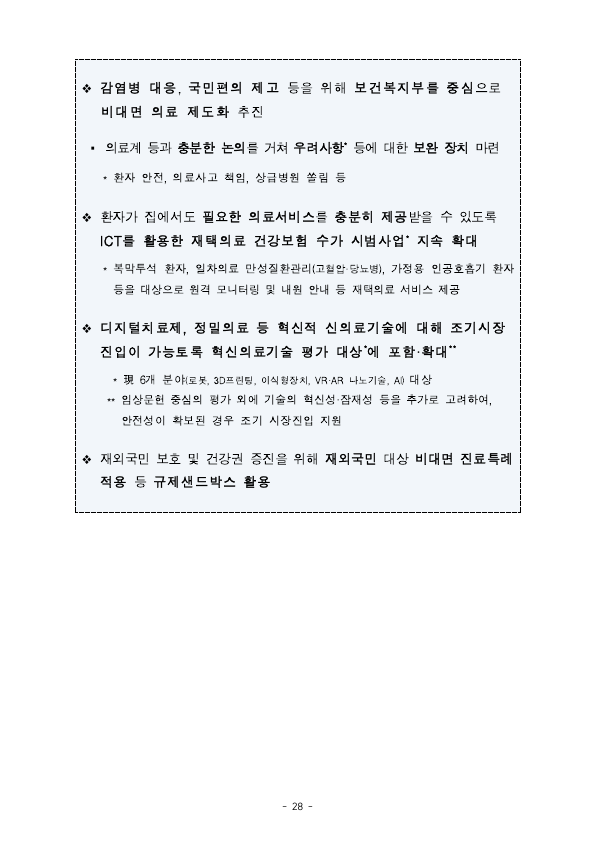 ❖ 감염병 대응, 국민편의 제고 등을 위해 보건복지부를 중심으로
비대면 의료 제도화 추진
▪ 의료계 등과 충분한 논의를 거쳐 우려사항* 등에 대한 보완 장치 마련
* 환자 안전, 의료사고 책임, 상급병원 쏠림 등
❖ 환자가 집에서도 필요한 의료서비스를 충분히 제공받을 수 있도록
ICT를 활용한 재택의료 건강보험 수가 시범사업* 지속 확대
* 복막투석 환자, 일차의료 만성질환관리(고혈압·당뇨병), 가정용 인공호흡기 환자
등을 대상으로 원격 모니터링 및 내원 안내 등 재택의료 서비스 제공
❖ 디지털치료제, 정밀의료 등 혁신적 신의료기술에 대해 조기시장
진입이 가능토록 혁신의료기술 평가 대상*에 포함·확대**
* 現 6개 분야(로봇, 3D프린팅, 이식형장치, VR·AR 나노기술, AI) 대상
** 임상문헌 중심의 평가 외에 기술의 혁신성·잠재성 등을 추가로 고려하여,
안전성이 확보된 경우 조기 시장진입 지원
❖ 재외국민 보호 및 건강권 증진을 위해 재외국민 대상 비대면 진료특례
적용 등 규제샌드박스 활용
- 28 -